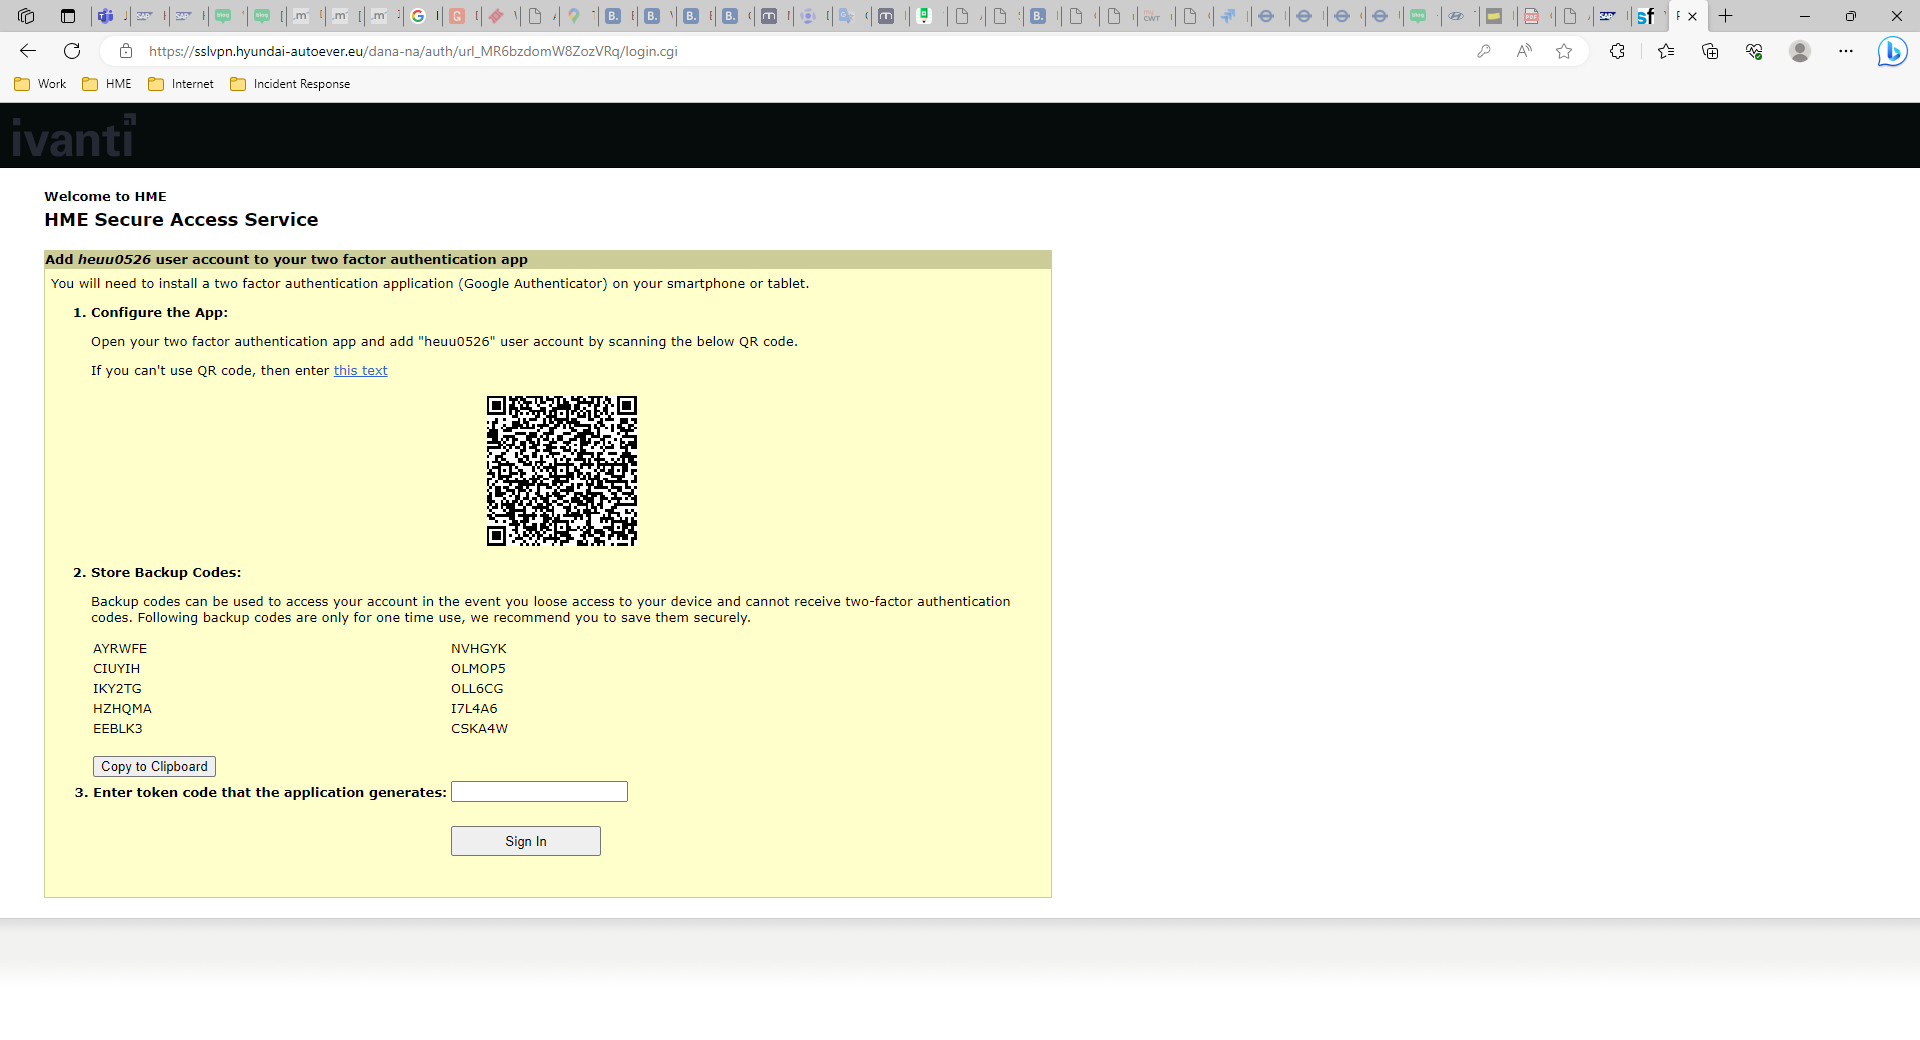 https://sslvpn.hyundai-autoever.eu/dana-na/auth/url_MR6bzdomW8ZozVRq/login.cgi
Work HME Internet Incident Response
ivanti
Welcome to HME
HME Secure Access Service
Add heuu0526 user account to your two factor authentication app
You will need to install a two factor authentication application (Google Authenticator) on your smartphone or tablet.
1. Configure the App:
Open your two factor authentication app and add "heuu0526" user account by scanning the below QR code.
If you can't use QR code, then enter this text
2. Store Backup Codes:
Backup codes can be used to access your account in the event you loose access to your device and cannot receive two-factor authentication
codes. Following backup codes are only for one time use, we recommend you to save them securely.
AYRWFE NVHGYK
CIUYIH OLMOP5
IKY2TG OLL6CG
HZHQMA I7L4A6
EEBLK3 CSKA4W
Copy to Clipboard
3. Enter token code that the application generates:
Sign In